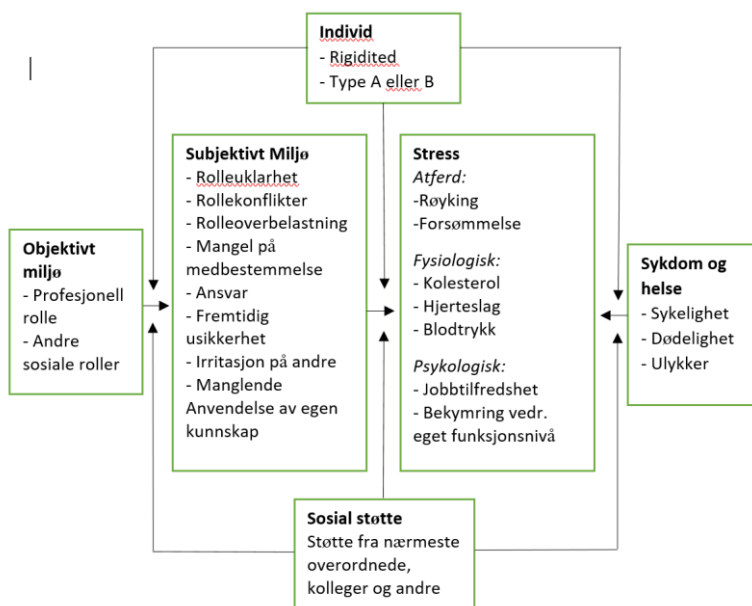 Individ
- Rigidited
- Type A eller B
Subjektivt Miljø
- Rolleuklarhet
- Rollekonflikter
- Rolleoverbelastning
- Mangel på
medbestemmelse
- Ansvar
- Fremtidig
usikkerhet
- Irritasjon på andre
- Manglende
Anvendelse av egen
kunnskap
Stress
Atferd:
-Røyking
-Forsømmelse
Fysiologisk:
- Kolesterol
- Hjerteslag
- Blodtrykk
Psykologisk:
- Jobbtilfredshet
- Bekymring vedr.
eget funksjonsnivå
Objektivt
miljø
- Profesjonell
rolle
- Andre
sosiale roller
Sykdom og
helse
- Sykelighet
- Dødelighet
- Ulykker
Sosial støtte
Støtte fra nærmeste
overordnede,
kolleger og andre